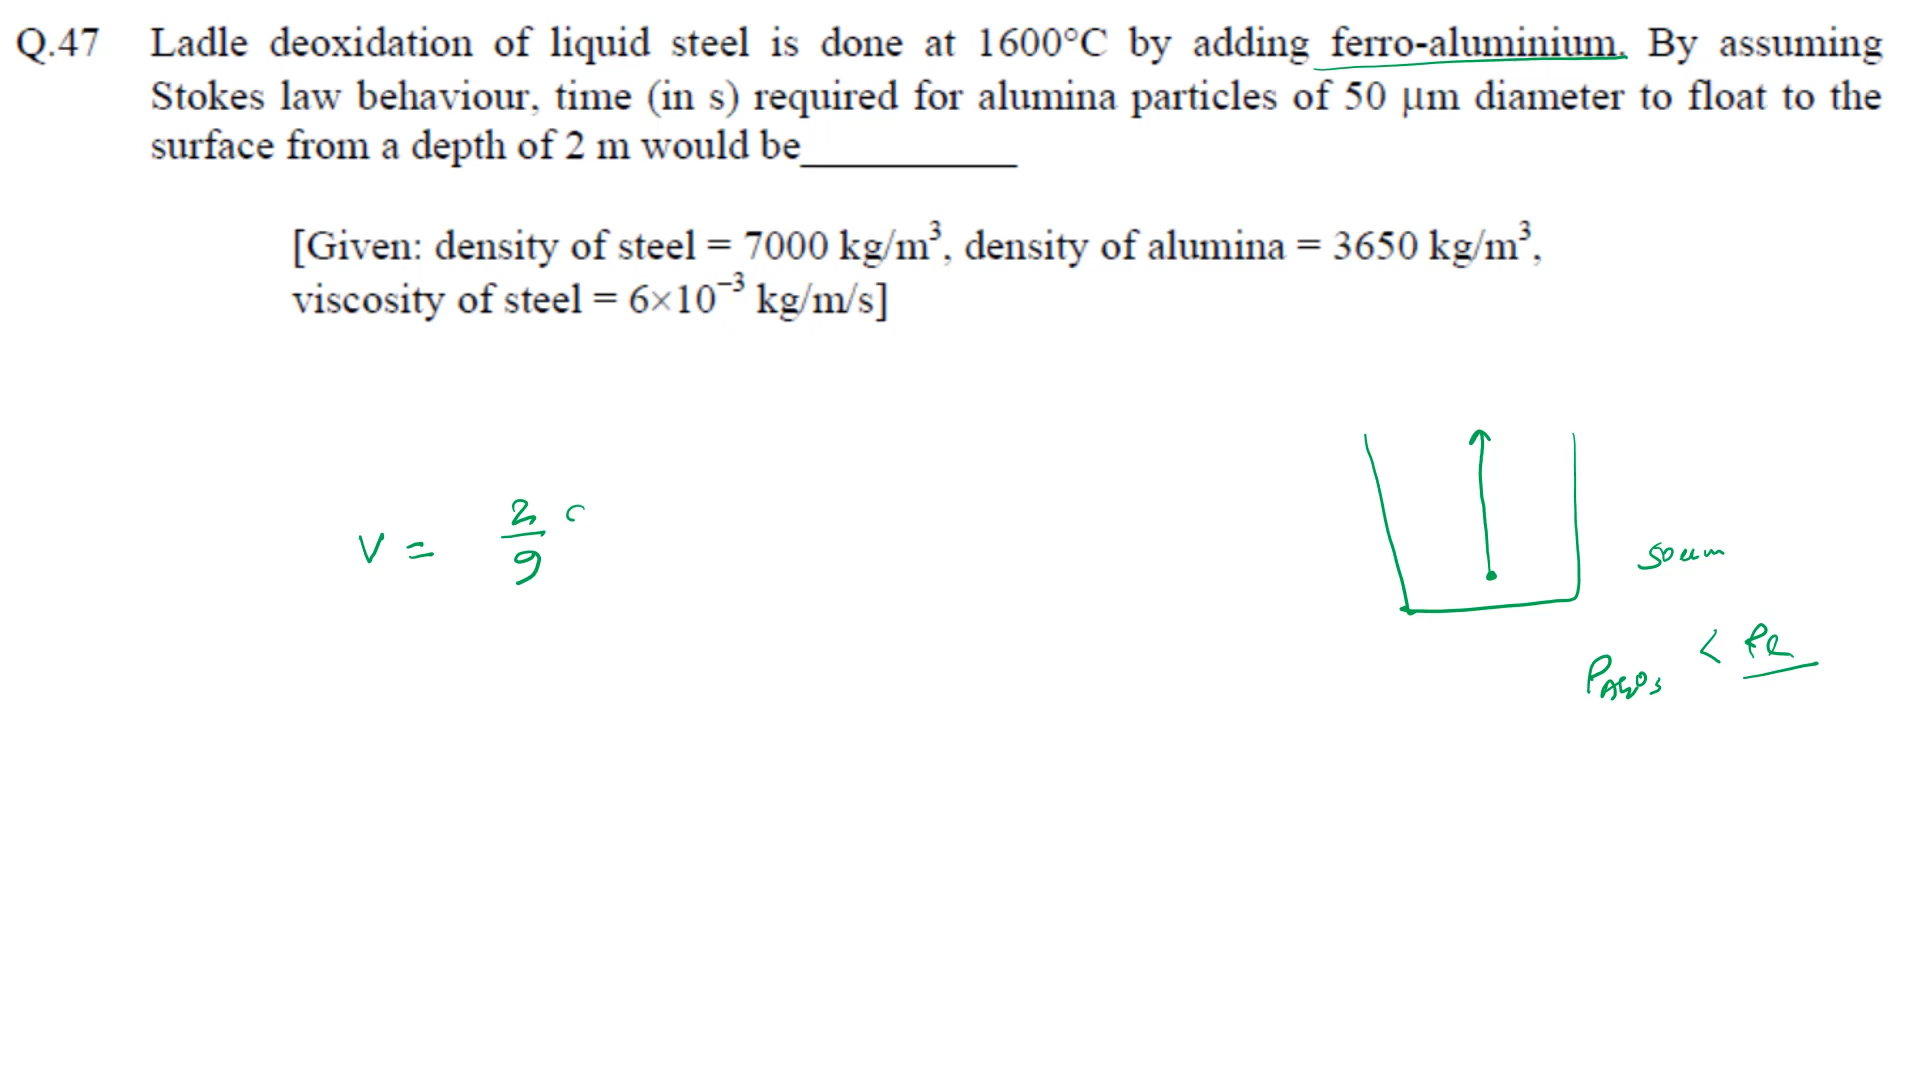 Q.47 Ladle deoxidation of liquid steel is done at 1600°C by adding ferro-aluminium. By assuming
Stokes law behaviour, time (in s) required for alumina particles of 50 μm diameter to float to the
surface from a depth of 2 m would be__________
[Given: density of steel = 7000 kg/m³, density of alumina = 3650 kg/m³,
viscosity of steel = 6×10⁻³ kg/m/s]
V = 2/9
50 um